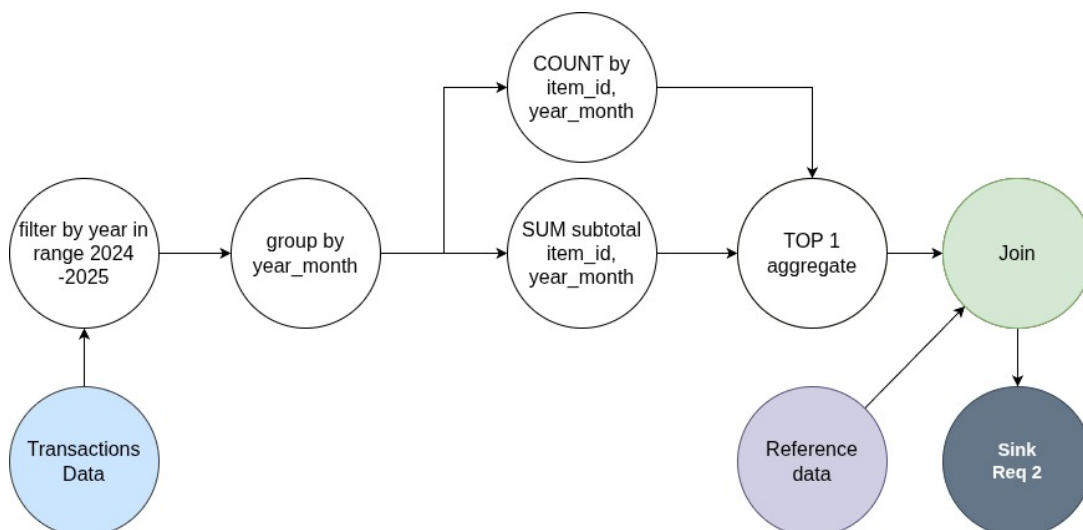 COUNT by
item_id,
year_month
filter by year in
range 2024
-2025
group by
year_month
SUM subtotal
item_id,
year_month
TOP 1
aggregate
Join
Transactions
Data
Reference
data
Sink
Req 2